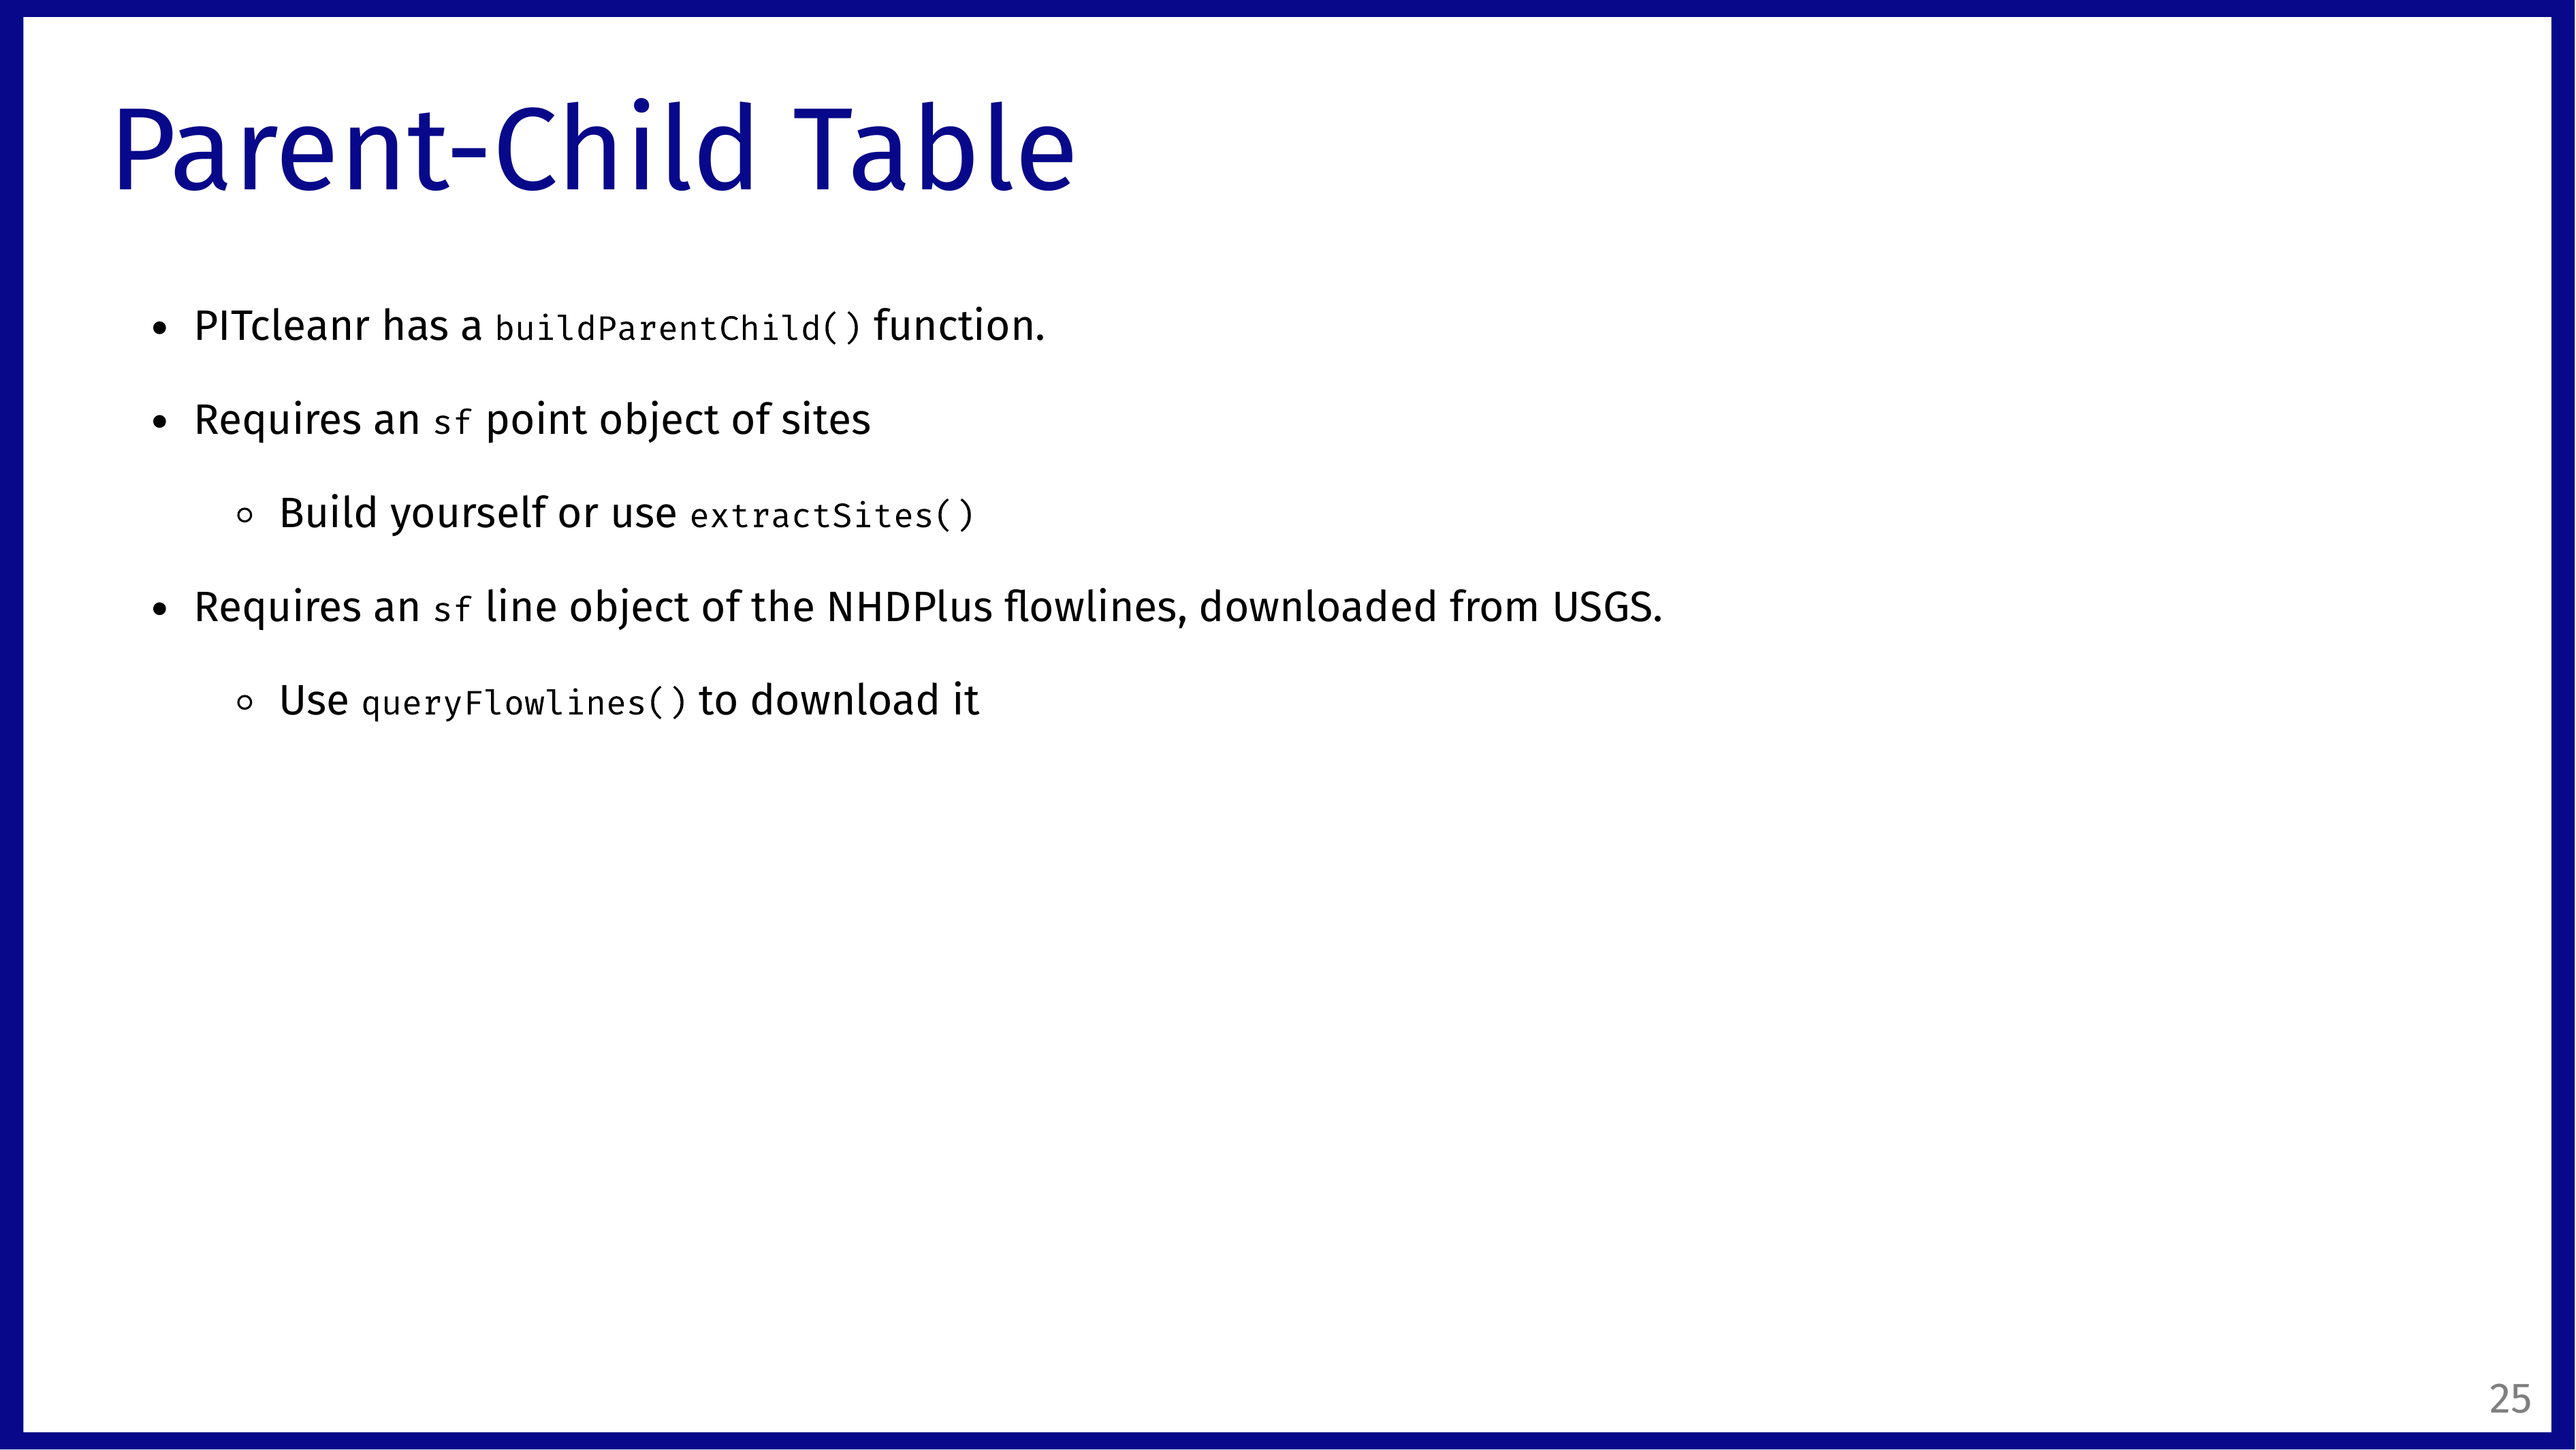 Parent-Child Table
• PITcleanr has a buildParentChild() function.
• Requires an sf point object of sites
◦ Build yourself or use extractSites()
• Requires an sf line object of the NHDPlus flowlines, downloaded from USGS.
◦ Use queryFlowlines() to download it
25